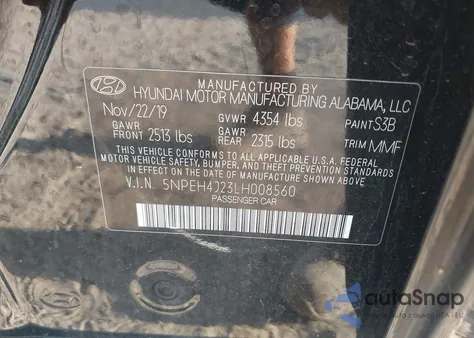 MANUFACTURED BY
HYUNDAI MOTOR MANUFACTURING ALABAMA, LLC
Nov/22/19 GVWR 4354 lbs PAINT S3B
GAWR GAWR
FRONT 2513 lbs REAR 2315 lbs TRIM MMF
THIS VEHICLE CONFORMS TO ALL APPLICABLE U.S.A FEDERAL
MOTOR VEHICLE SAFETY, BUMPER, AND THEFT PREVENTION STANDARDS
IN EFFECT ON THE DATE OF MANUFACTURE SHOWN ABOVE.
V.I.N. 5NPEH4J23LH008560
PASSENGER CAR
autoSnap